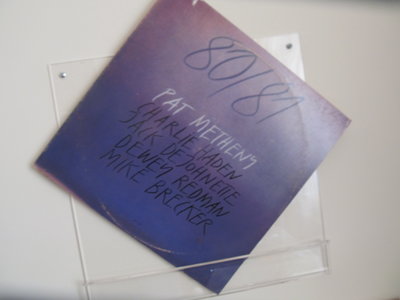 80/81
PAT METHENY
CHARLIE HADEN
JACK DEJOHNETTE
DEWEY REDMAN
MIKE BRECKER